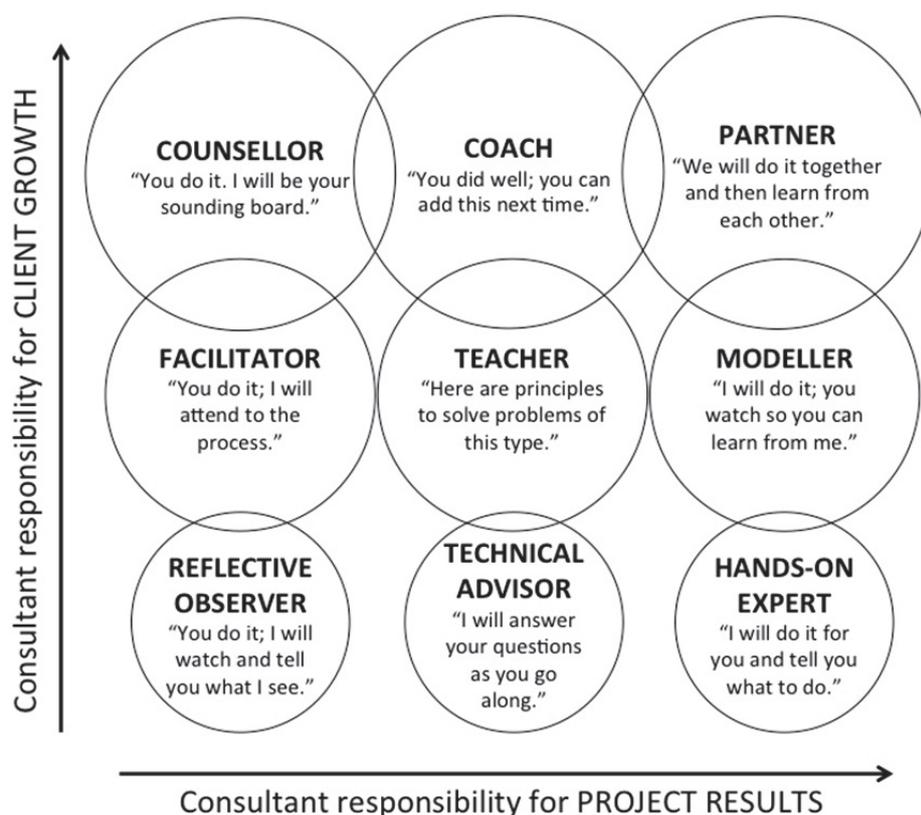 Consultant responsibility for CLIENT GROWTH
COUNSELLOR
“You do it. I will be your
sounding board.”
COACH
“You did well; you can
add this next time.”
PARTNER
“We will do it together
and then learn from
each other.”
FACILITATOR
“You do it; I will
attend to the
process.”
TEACHER
“Here are principles
to solve problems of
this type.”
MODELLER
“I will do it; you
watch so you can
learn from me.”
REFLECTIVE
OBSERVER
“You do it; I will
watch and tell
you what I see.”
TECHNICAL
ADVISOR
“I will answer
your questions
as you go
along.”
HANDS-ON
EXPERT
“I will do it for
you and tell you
what to do.”
Consultant responsibility for PROJECT RESULTS